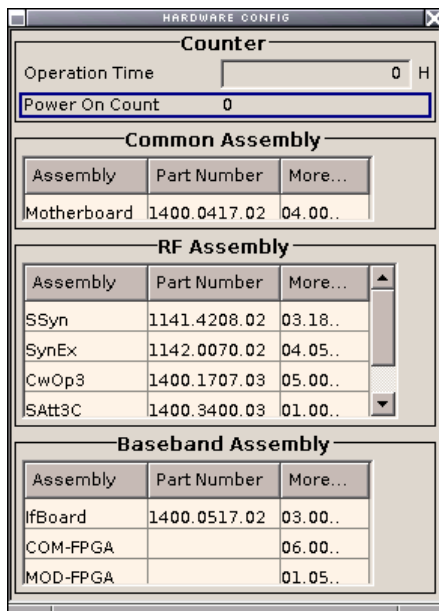 HARDWARE CONFIG
Counter
Operation Time 0 H
Power On Count 0
Common Assembly
Assembly Part Number More...
Motherboard 1400.0417.02 04.00..
RF Assembly
Assembly Part Number More...
SSyn 1141.4208.02 03.18..
SynEx 1142.0070.02 04.05..
CwOp3 1400.1707.03 05.00..
SAtt3C 1400.3400.03 01.00..
Baseband Assembly
Assembly Part Number More...
IfBoard 1400.0517.02 03.00..
COM-FPGA 06.00..
MOD-FPGA 01.05..